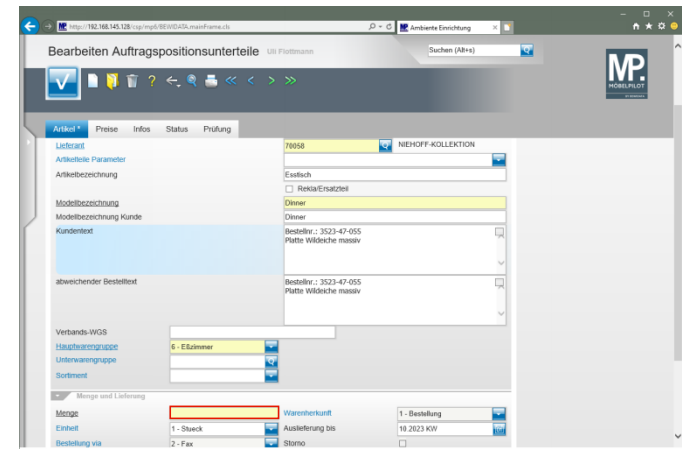 http://192.168.145.128/csp/mpli/BEWIDATA.mainFrame.cls
Ambiente Einrichtung
Bearbeiten Auftragspositionsunterteile Uli Flottmann
Suchen (Alt+s)
MP.
MÖBELPILOT
Artikel * Preise Infos Status Prüfung
Lieferant 70058 NIEHOFF-KOLLEKTION
Artikelteile Parameter
Artikelbezeichnung Esstisch
Rekla/Ersatzteil
Modellbezeichnung Dinner
Modellbezeichnung Kunde Dinner
Kundentext Bestellnr.: 3523-47-055
Platte Wildeiche massiv
abweichender Bestelltext Bestellnr.: 3523-47-055
Platte Wildeiche massiv
Verbands-WGS
Hauptwarengruppe 6 - Eßzimmer
Unterwarengruppe
Sortiment
Menge und Lieferung
Menge Warenherkunft 1 - Bestellung
Einheit 1 - Stueck Auslieferung bis 10.2023 KW
Bestellung via 2 - Fax Storno